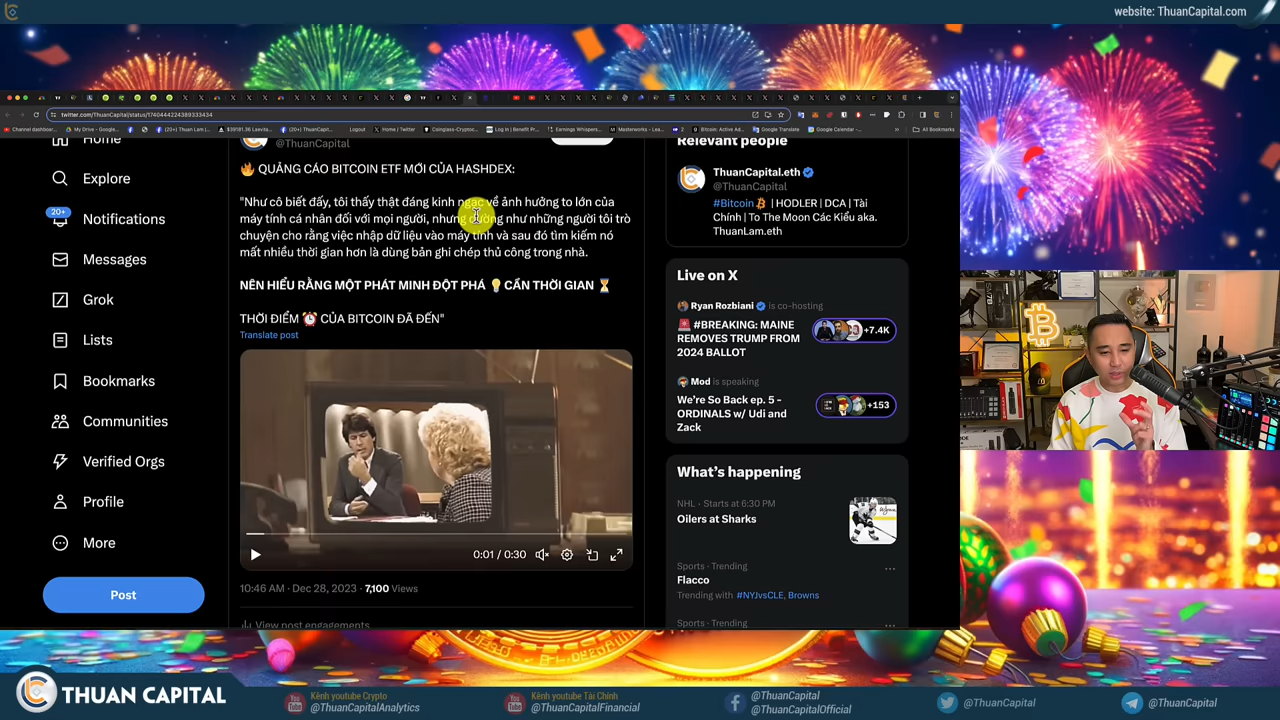 website: ThuanCapital.com
twitter.com/ThuanCapital/status/1740444224389333434
Home
Explore
20+
Notifications
Messages
Grok
Lists
Bookmarks
Communities
Verified Orgs
Profile
More
Post
@ThuanCapital
🔥 QUẢNG CÁO BITCOIN ETF MỚI CỦA HASHDEX:
"Như cô biết đấy, tôi thấy thật đáng kinh ngạc về ảnh hưởng to lớn của
máy tính cá nhân đối với mọi người, nhưng dường như những người tôi trò
chuyện cho rằng việc nhập dữ liệu vào máy tính và sau đó tìm kiếm nó
mất nhiều thời gian hơn là dùng bản ghi chép thủ công trong nhà.
NÊN HIỂU RẰNG MỘT PHÁT MINH ĐỘT PHÁ 💡CẦN THỜI GIAN ⏳
THỜI ĐIỂM ⏰ CỦA BITCOIN ĐÃ ĐẾN"
Translate post
0:01 / 0:30
10:46 AM · Dec 28, 2023 · 7,100 Views
View post engagements
Relevant people
ThuanCapital.eth
@ThuanCapital
#Bitcoin | HODLER | DCA | Tài
Chính | To The Moon Các Kiểu aka.
ThuanLam.eth
Live on X
Ryan Rozbiani is co-hosting
🚨 #BREAKING: MAINE
REMOVES TRUMP FROM
2024 BALLOT
+7.4K
Mod is speaking
We're So Back ep. 5 -
ORDINALS w/ Udi and
Zack
+153
What's happening
NHL · Starts at 6:30 PM
Oilers at Sharks
Sports · Trending
Flacco
Trending with #NYJvsCLE, Browns
Sports · Trending
THUAN CAPITAL
Kênh youtube Crypto
@ThuanCapitalAnalytics
Kênh youtube Tài Chính
@ThuanCapitalFinancial
@ThuanCapital
@ThuanCapitalOfficial
@ThuanCapital
@ThuanCapital